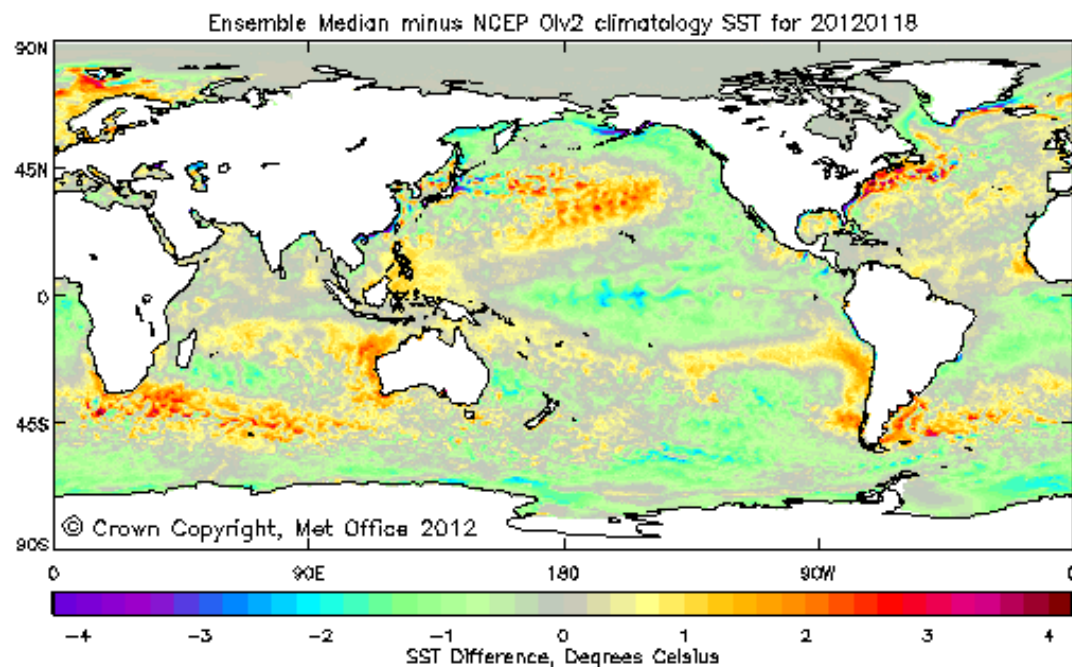 Ensemble Median minus NCEP OIv2 climatology SST for 20120118
90N
45N
0
45S
90S
© Crown Copyright, Met Office 2012
0 90E 180 90W 0
-4 -3 -2 -1 0 1 2 3 4
SST Difference, Degrees Celsius